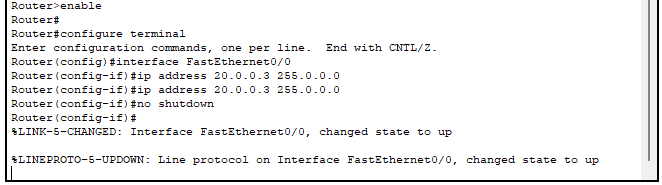 Router>enable
Router#
Router#configure terminal
Enter configuration commands, one per line.  End with CNTL/Z.
Router(config)#interface FastEthernet0/0
Router(config-if)#ip address 20.0.0.3 255.0.0.0
Router(config-if)#ip address 20.0.0.3 255.0.0.0
Router(config-if)#no shutdown
Router(config-if)#
%LINK-5-CHANGED: Interface FastEthernet0/0, changed state to up
%LINEPROTO-5-UPDOWN: Line protocol on Interface FastEthernet0/0, changed state to up